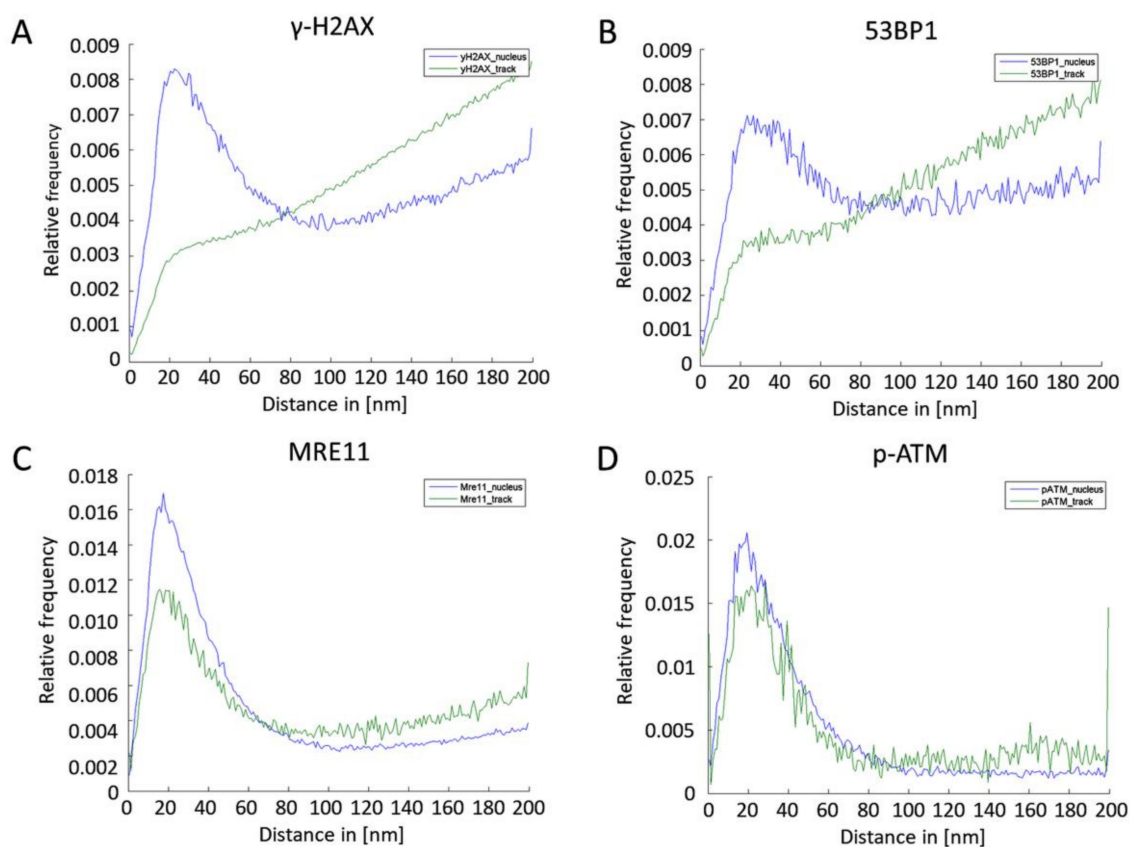 A
γ-H2AX
yH2AX_nucleus
yH2AX_track
Relative frequency
0.009
0.008
0.007
0.006
0.005
0.004
0.003
0.002
0.001
0
0 20 40 60 80 100 120 140 160 180 200
Distance in [nm]
B
53BP1
53BP1_nucleus
53BP1_track
Relative frequency
0.009
0.008
0.007
0.006
0.005
0.004
0.003
0.002
0.001
0
0 20 40 60 80 100 120 140 160 180 200
Distance in [nm]
C
MRE11
Mre11_nucleus
Mre11_track
Relative frequency
0.018
0.016
0.014
0.012
0.010
0.008
0.006
0.004
0.002
0
0 20 40 60 80 100 120 140 160 180 200
Distance in [nm]
D
p-ATM
pATM_nucleus
pATM_track
Relative frequency
0.025
0.02
0.015
0.01
0.005
0
0 20 40 60 80 100 120 140 160 180 200
Distance in [nm]